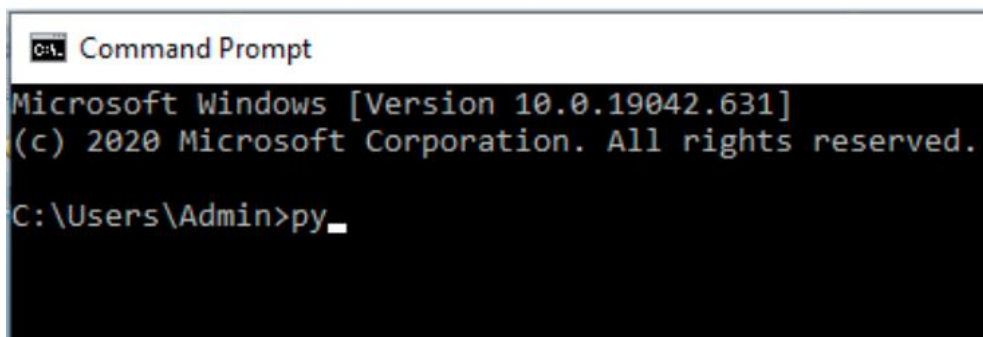 C:\.
Command Prompt
Microsoft Windows [Version 10.0.19042.631]
(c) 2020 Microsoft Corporation. All rights reserved.
C:\Users\Admin>py